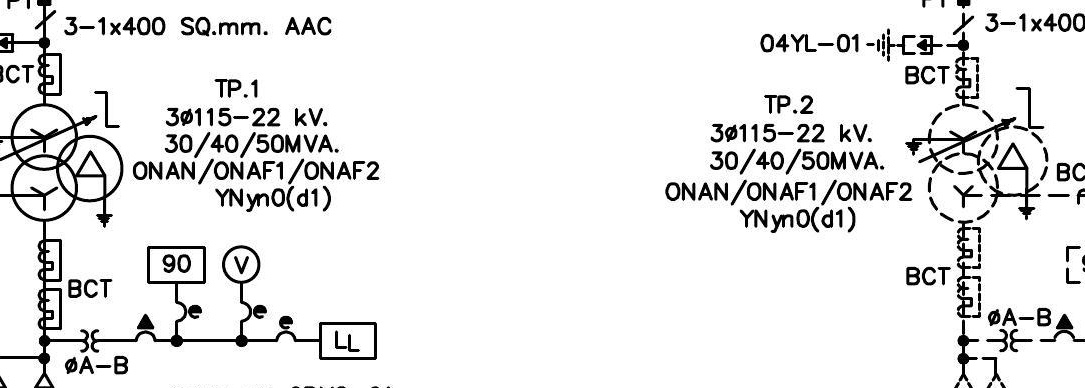 3-1x400 SQ.mm. AAC
BCT
TP.1
3ø115-22 kV.
30/40/50MVA.
ONAN/ONAF1/ONAF2
YNyn0(d1)
BCT
90
V
e
e
e
LL
øA-B
3-1x400
04YL-01
BCT
TP.2
3ø115-22 kV.
30/40/50MVA.
ONAN/ONAF1/ONAF2
YNyn0(d1)
BC
BCT
øA-B